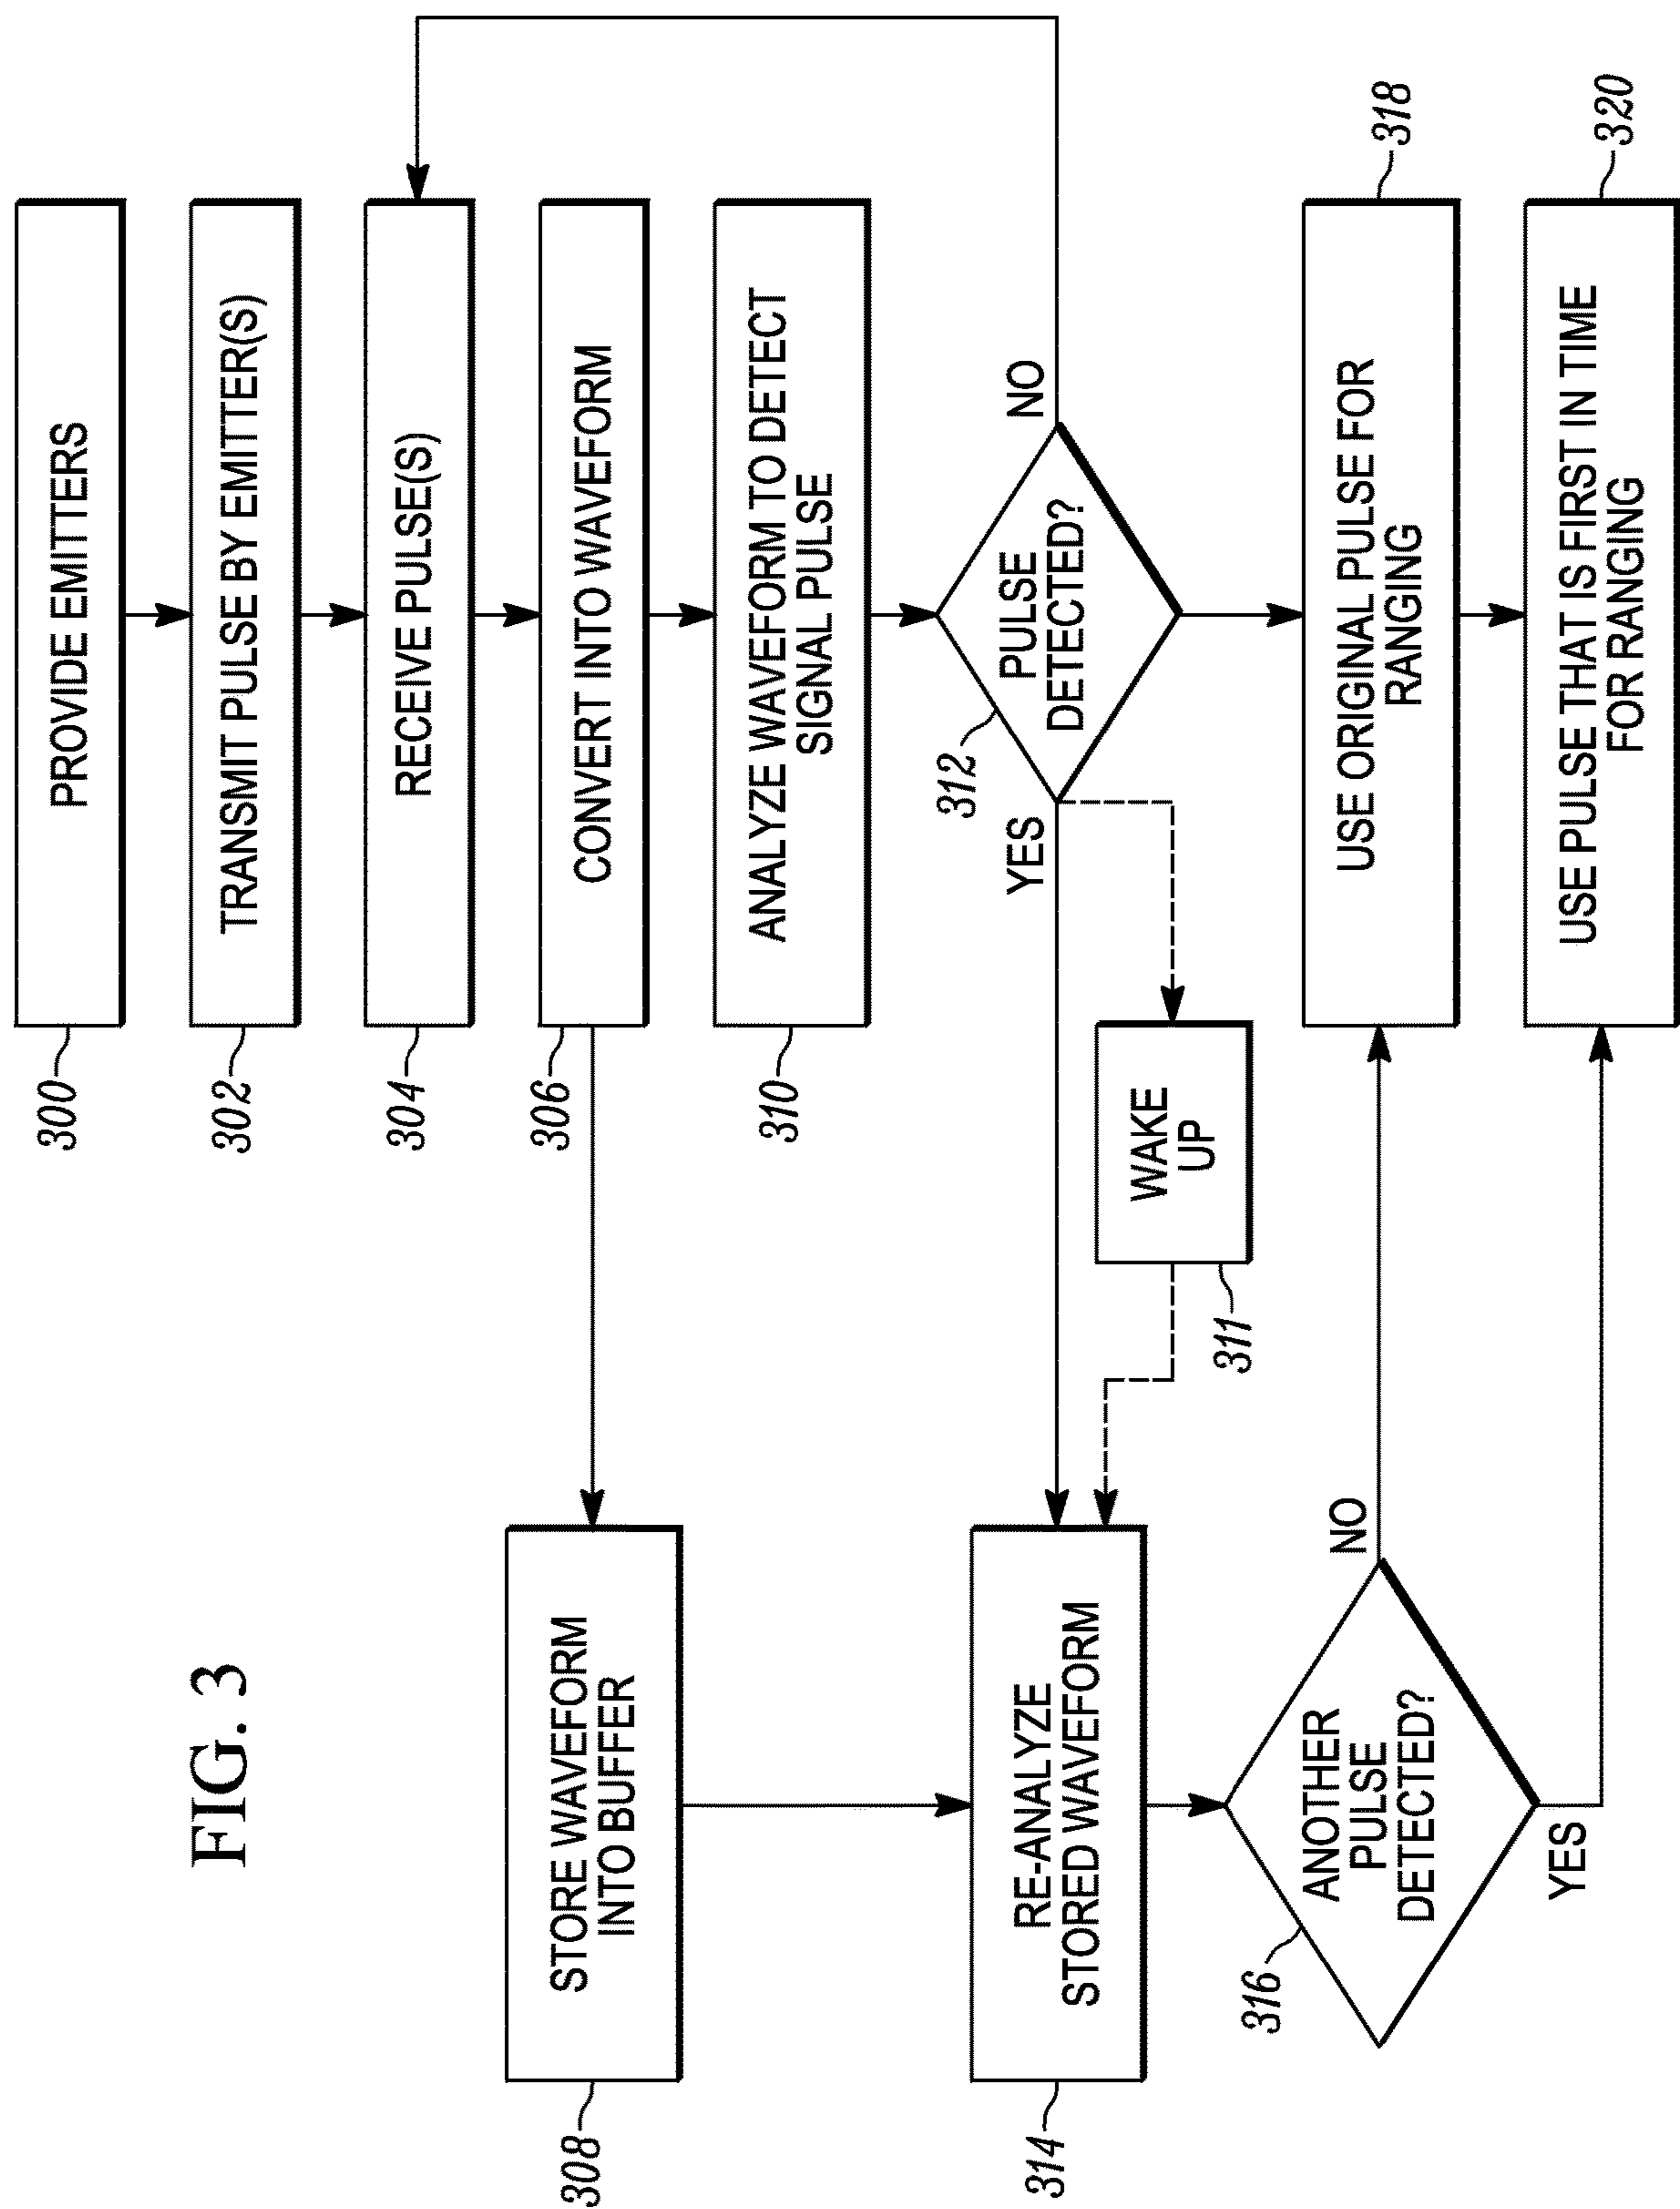 FIG. 3
300
PROVIDE EMITTERS
302
TRANSMIT PULSE BY EMITTER(S)
304
RECEIVE PULSE(S)
306
CONVERT INTO WAVEFORM
308
STORE WAVEFORM
INTO BUFFER
310
ANALYZE WAVEFORM TO DETECT
SIGNAL PULSE
312
PULSE
DETECTED?
YES
NO
311
WAKE
UP
314
RE-ANALYZE
STORED WAVEFORM
316
ANOTHER
PULSE
DETECTED?
NO
YES
318
USE ORIGINAL PULSE FOR
RANGING
320
USE PULSE THAT IS FIRST IN TIME
FOR RANGING